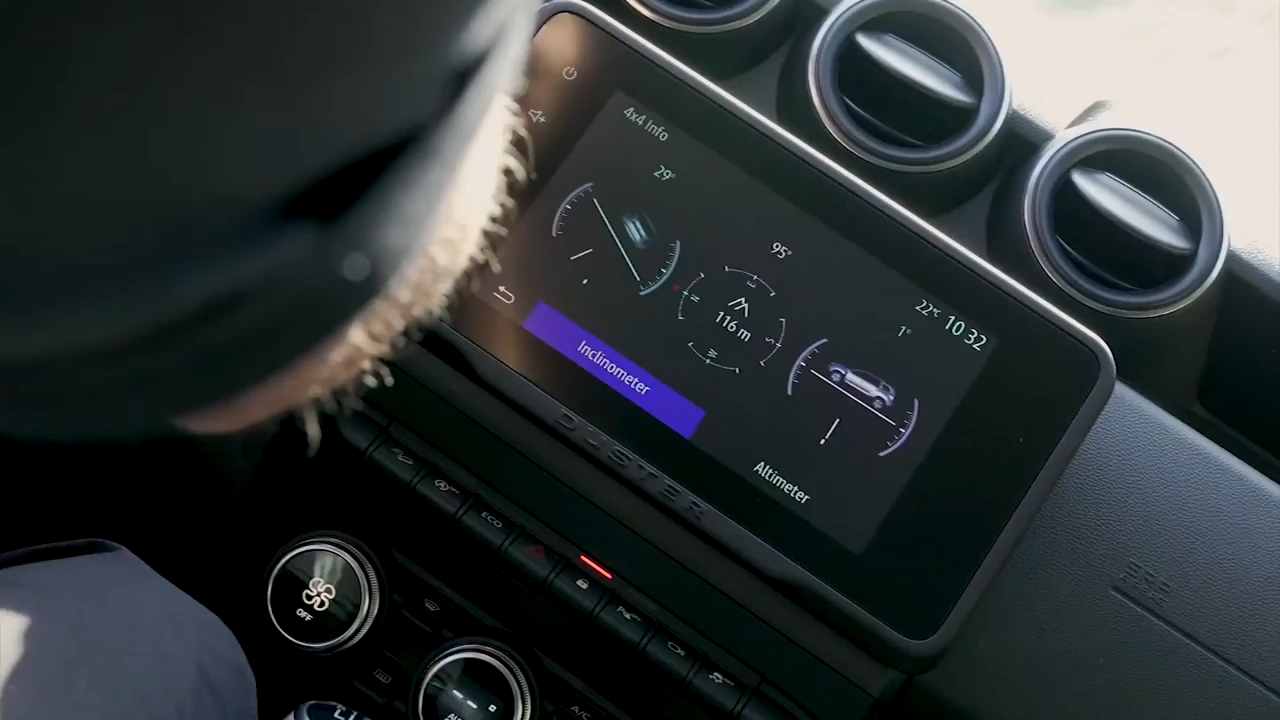 4x4 Info
29°
95°
22°C 10 32
1°
N
116 m
S
W
Inclinometer
Altimeter
DUSTER
ECO
OFF
A/C